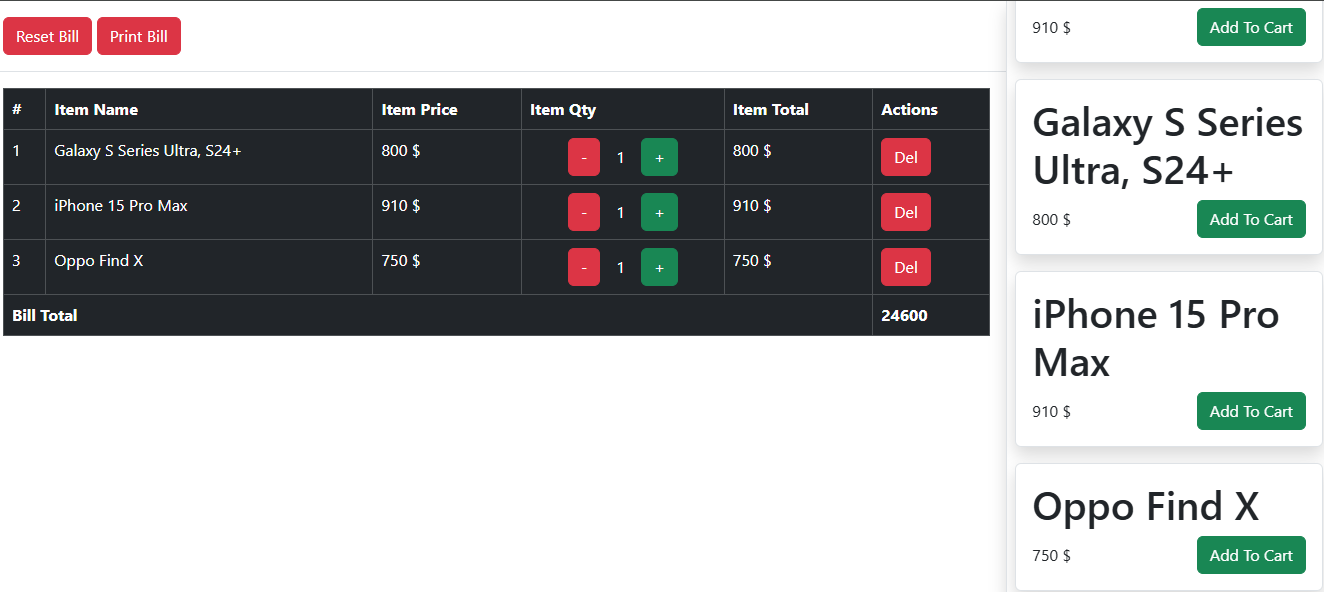 Reset Bill Print Bill
# Item Name Item Price Item Qty Item Total Actions
1 Galaxy S Series Ultra, S24+ 800 $ - 1 + 800 $ Del
2 iPhone 15 Pro Max 910 $ - 1 + 910 $ Del
3 Oppo Find X 750 $ - 1 + 750 $ Del
Bill Total 24600
910 $ Add To Cart
Galaxy S Series
Ultra, S24+
800 $ Add To Cart
iPhone 15 Pro
Max
910 $ Add To Cart
Oppo Find X
750 $ Add To Cart